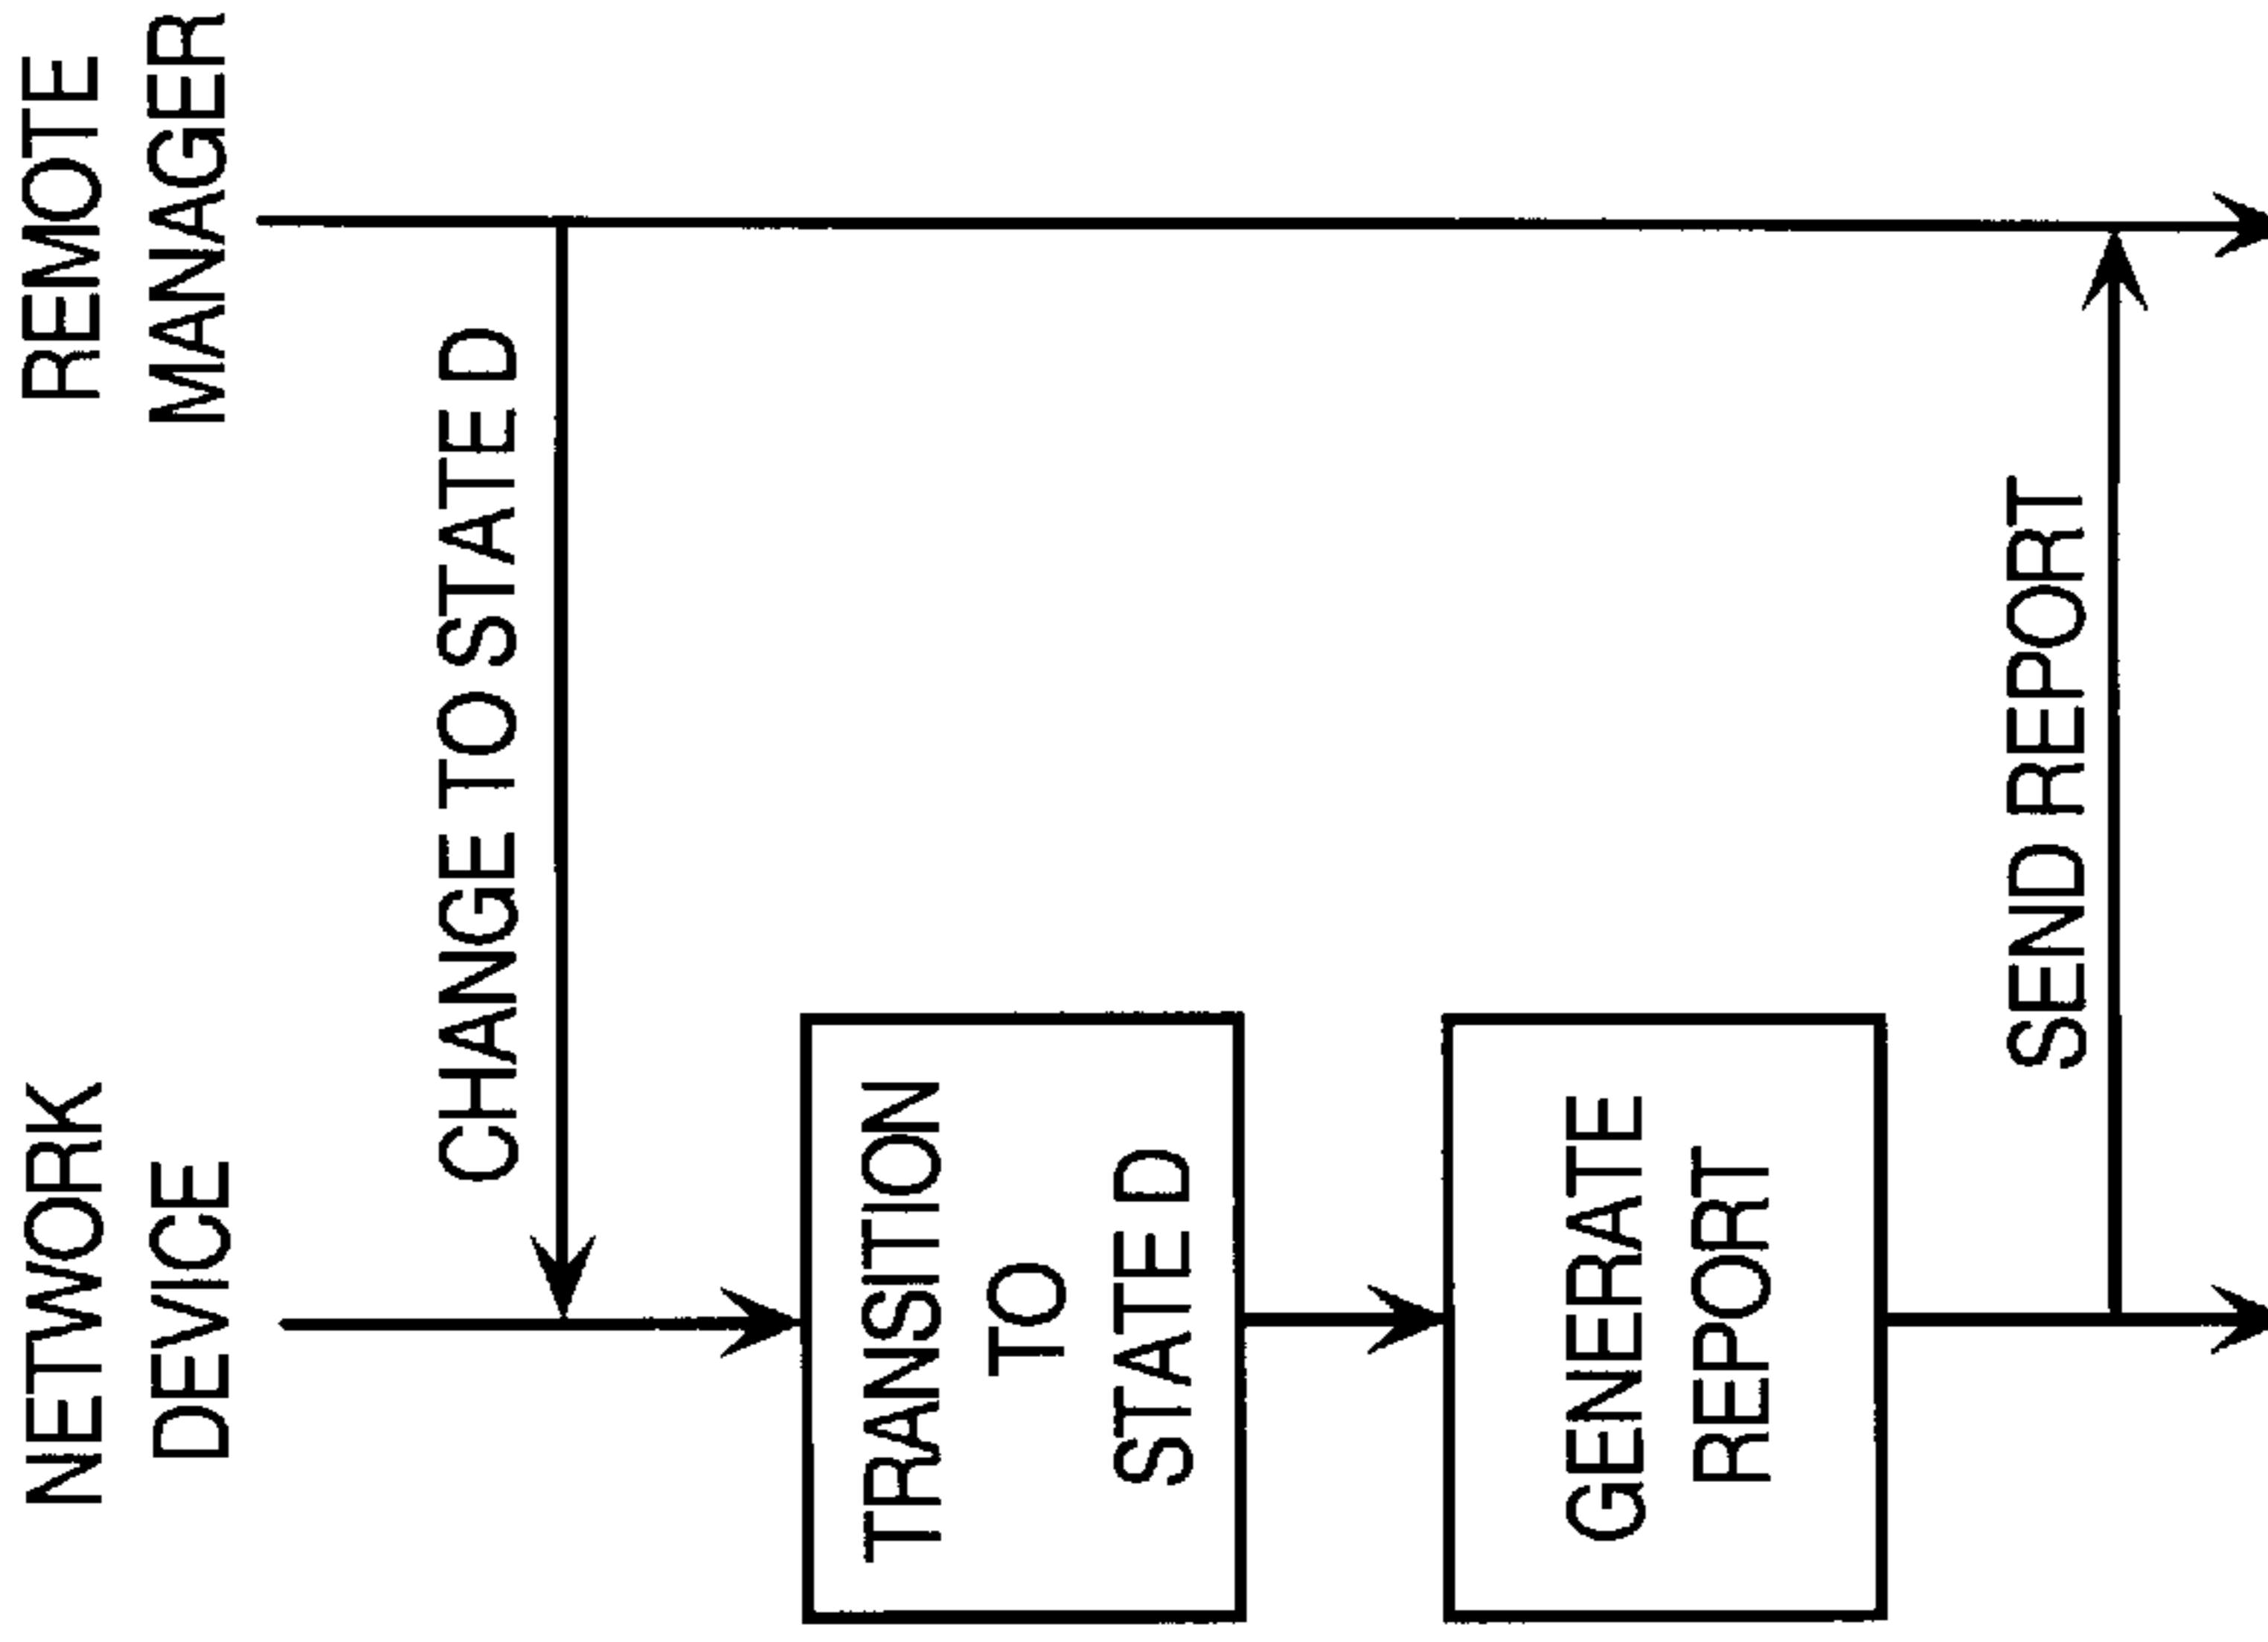 NETWORK
DEVICE
REMOTE
MANAGER
CHANGE TO STATE D
TRANSITION
TO
STATE D
GENERATE
REPORT
SEND REPORT